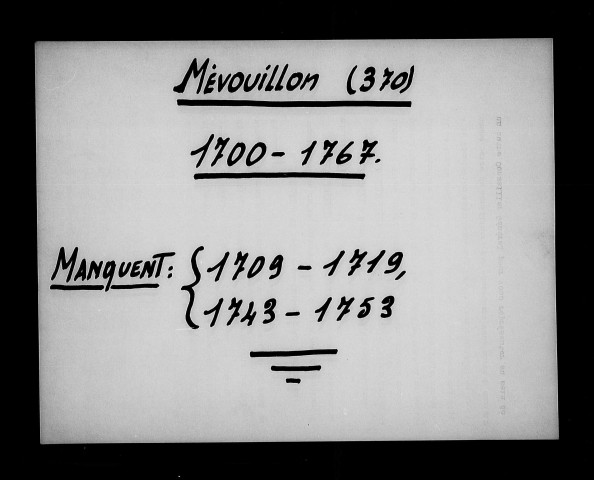 Mévouillon (370)
1700 - 1767.
MANQUENT: { 1709 - 1719,
1743 - 1753